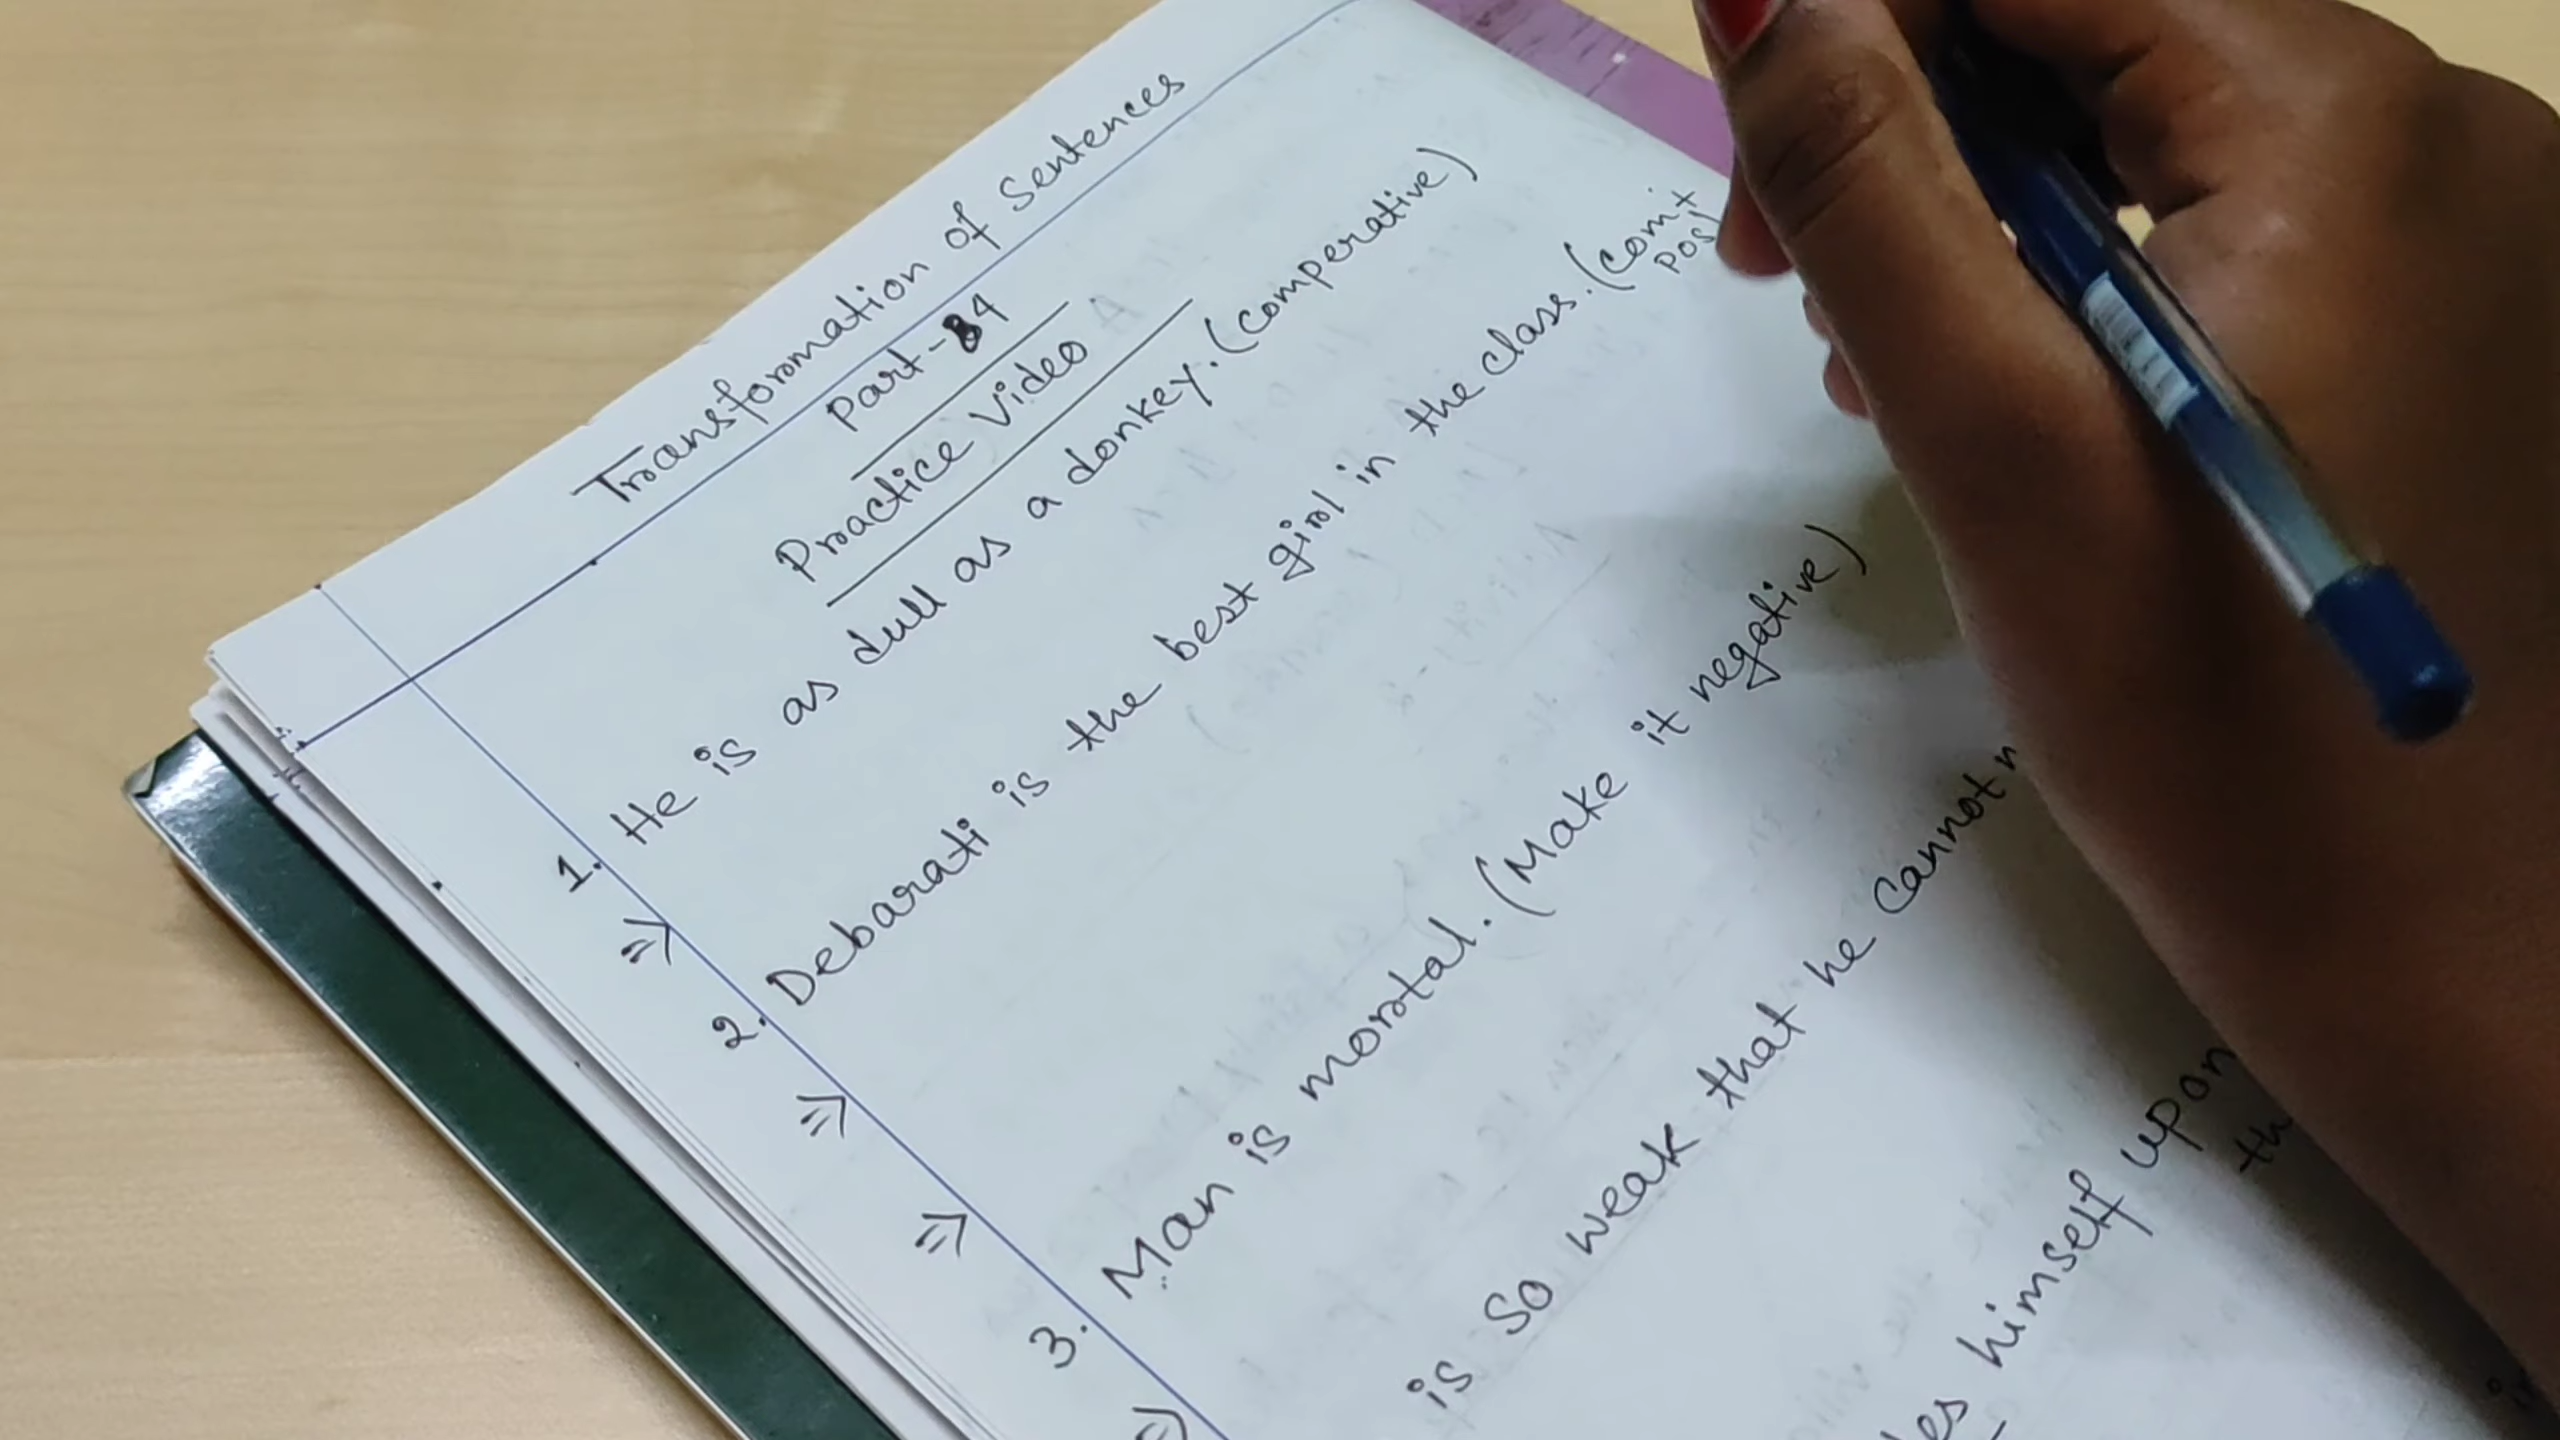 Transformation of Sentences
Part-4
Practice Video
1. He is as dull as a donkey. (Comperative)
=>
2. Debarati is the best girl in the class. (Com+
Pos)
=>
=>
3. Man is mortal. (Make it negative)
=>
is so weak that he cannot
himself upon